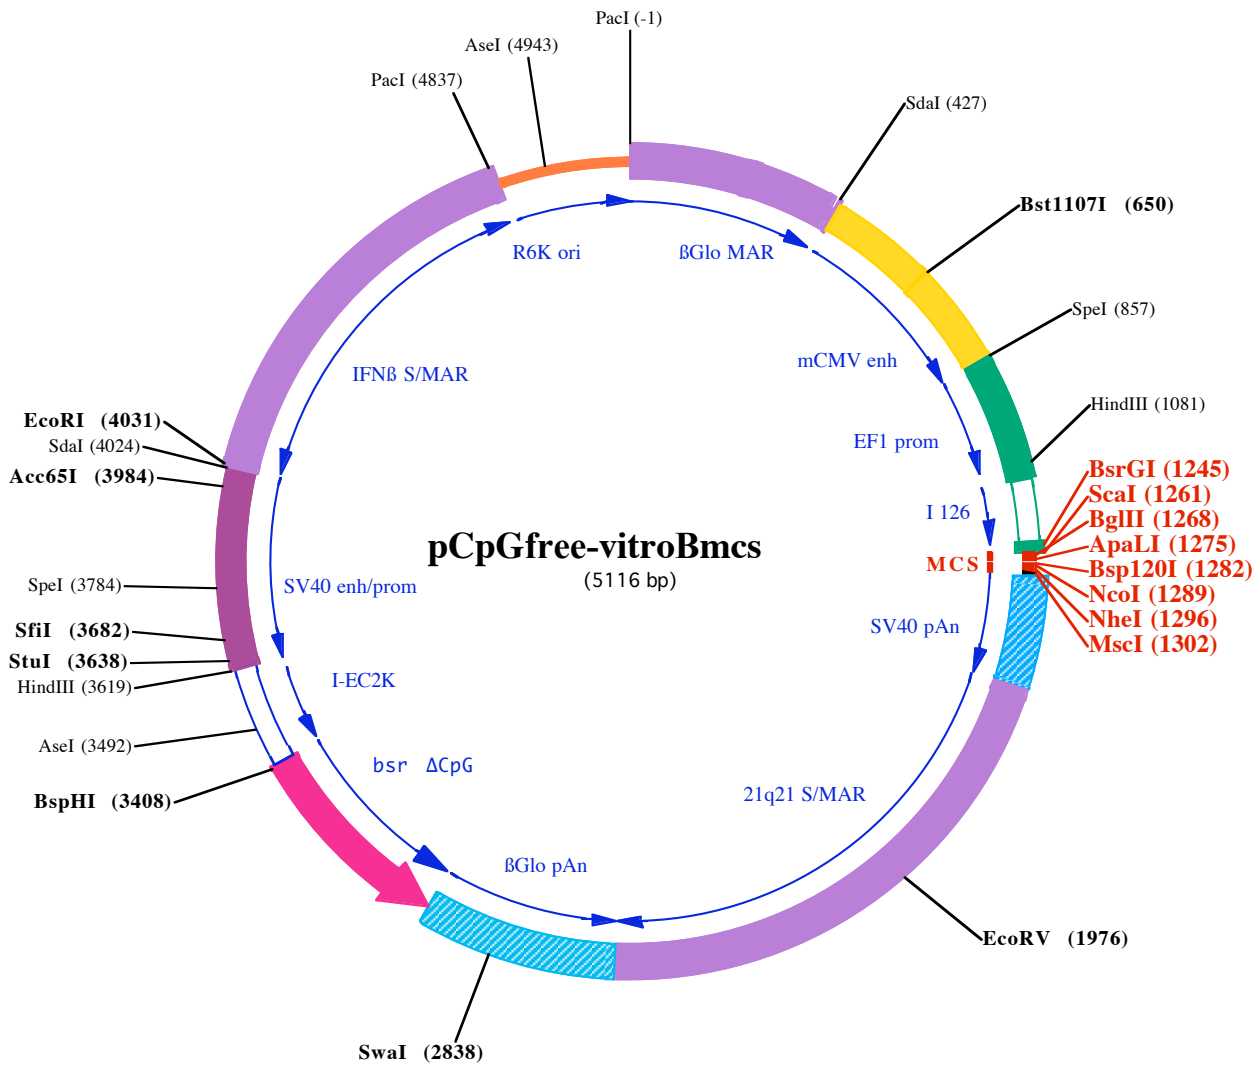 PacI (-1)
AseI (4943)
PacI (4837)
SdaI (427)
Bst1107I (650)
SpeI (857)
HindIII (1081)
BsrGI (1245)
ScaI (1261)
BglII (1268)
ApaLI (1275)
Bsp120I (1282)
NcoI (1289)
NheI (1296)
MscI (1302)
EcoRV (1976)
SwaI (2838)
BspHI (3408)
AseI (3492)
HindIII (3619)
StuI (3638)
SfiI (3682)
SpeI (3784)
Acc65I (3984)
SdaI (4024)
EcoRI (4031)
R6K ori
ßGlo MAR
mCMV enh
EF1 prom
I 126
MCS
SV40 pAn
21q21 S/MAR
ßGlo pAn
bsr ΔCpG
I-EC2K
SV40 enh/prom
IFNß S/MAR
pCpGfree-vitroBmcs
(5116 bp)